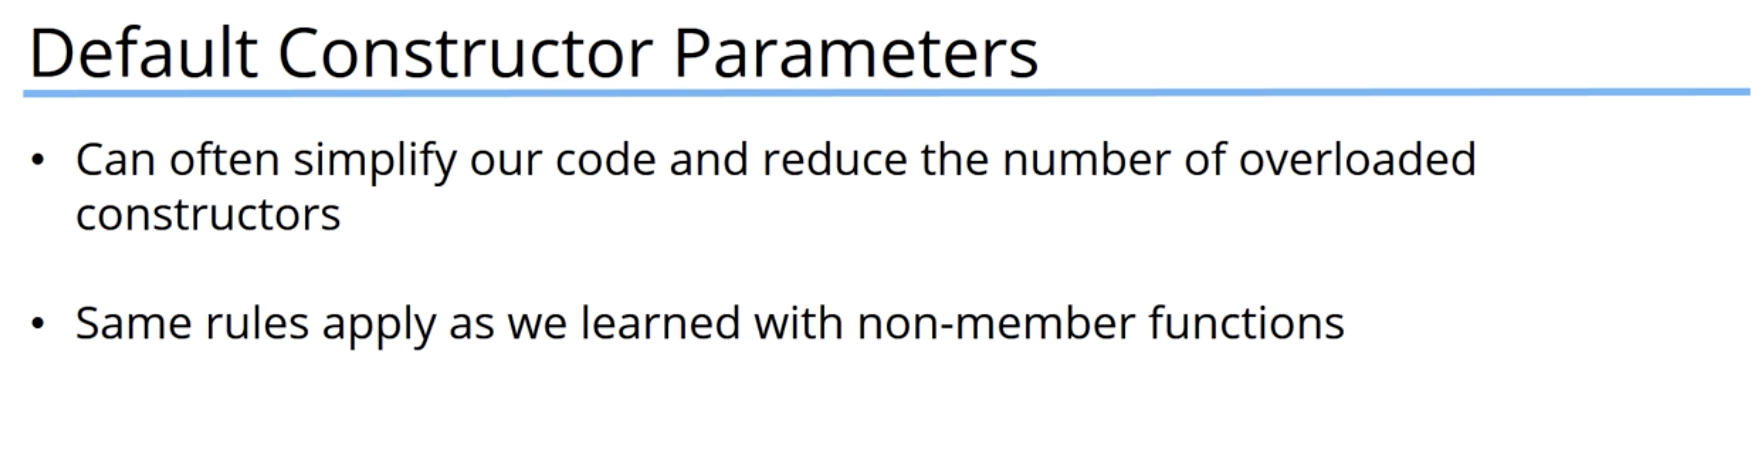 Default Constructor Parameters
• Can often simplify our code and reduce the number of overloaded
constructors
• Same rules apply as we learned with non-member functions